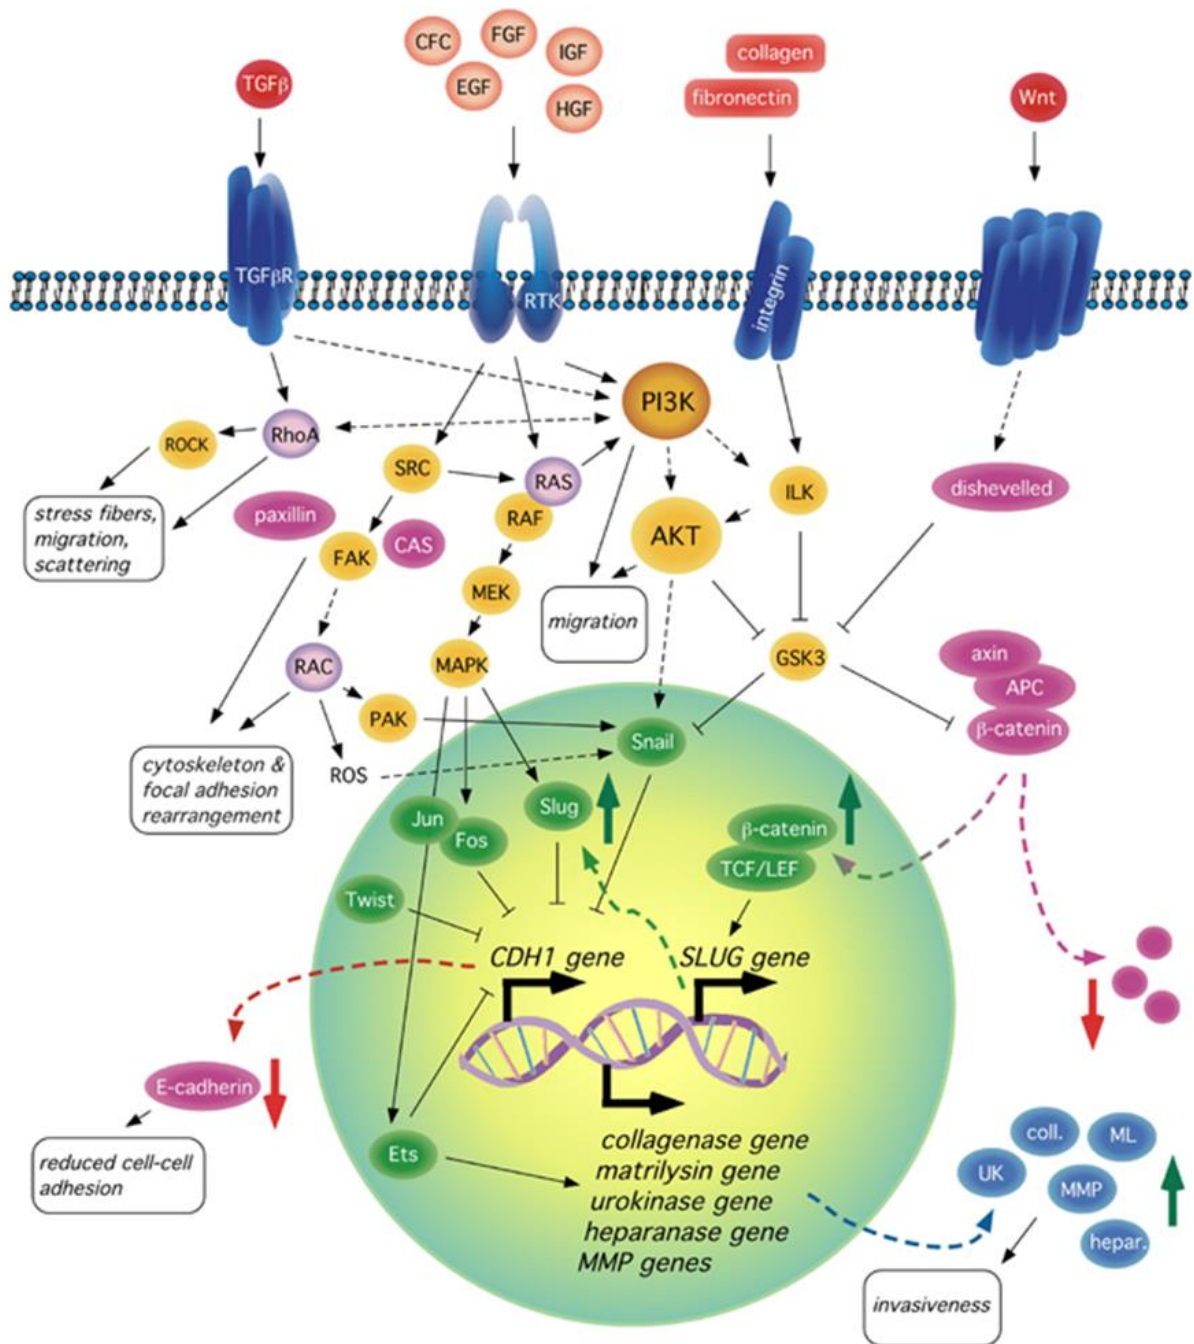 CFC
FGF
IGF
EGF
HGF
TGFβ
collagen
fibronectin
Wnt
TGFβR
RTK
integrin
PI3K
ROCK
RhoA
SRC
RAS
RAF
ILK
dishevelled
stress fibers,
migration,
scattering
paxillin
FAK
CAS
AKT
MEK
migration
RAC
MAPK
GSK3
axin
APC
β-catenin
PAK
Snail
ROS
cytoskeleton &
focal adhesion
rearrangement
Jun
Fos
Slug
β-catenin
TCF/LEF
Twist
CDH1 gene
SLUG gene
E-cadherin
reduced cell-cell
adhesion
Ets
collagenase gene
matrilysin gene
urokinase gene
heparanase gene
MMP genes
coll.
ML
UK
MMP
hepar.
invasiveness